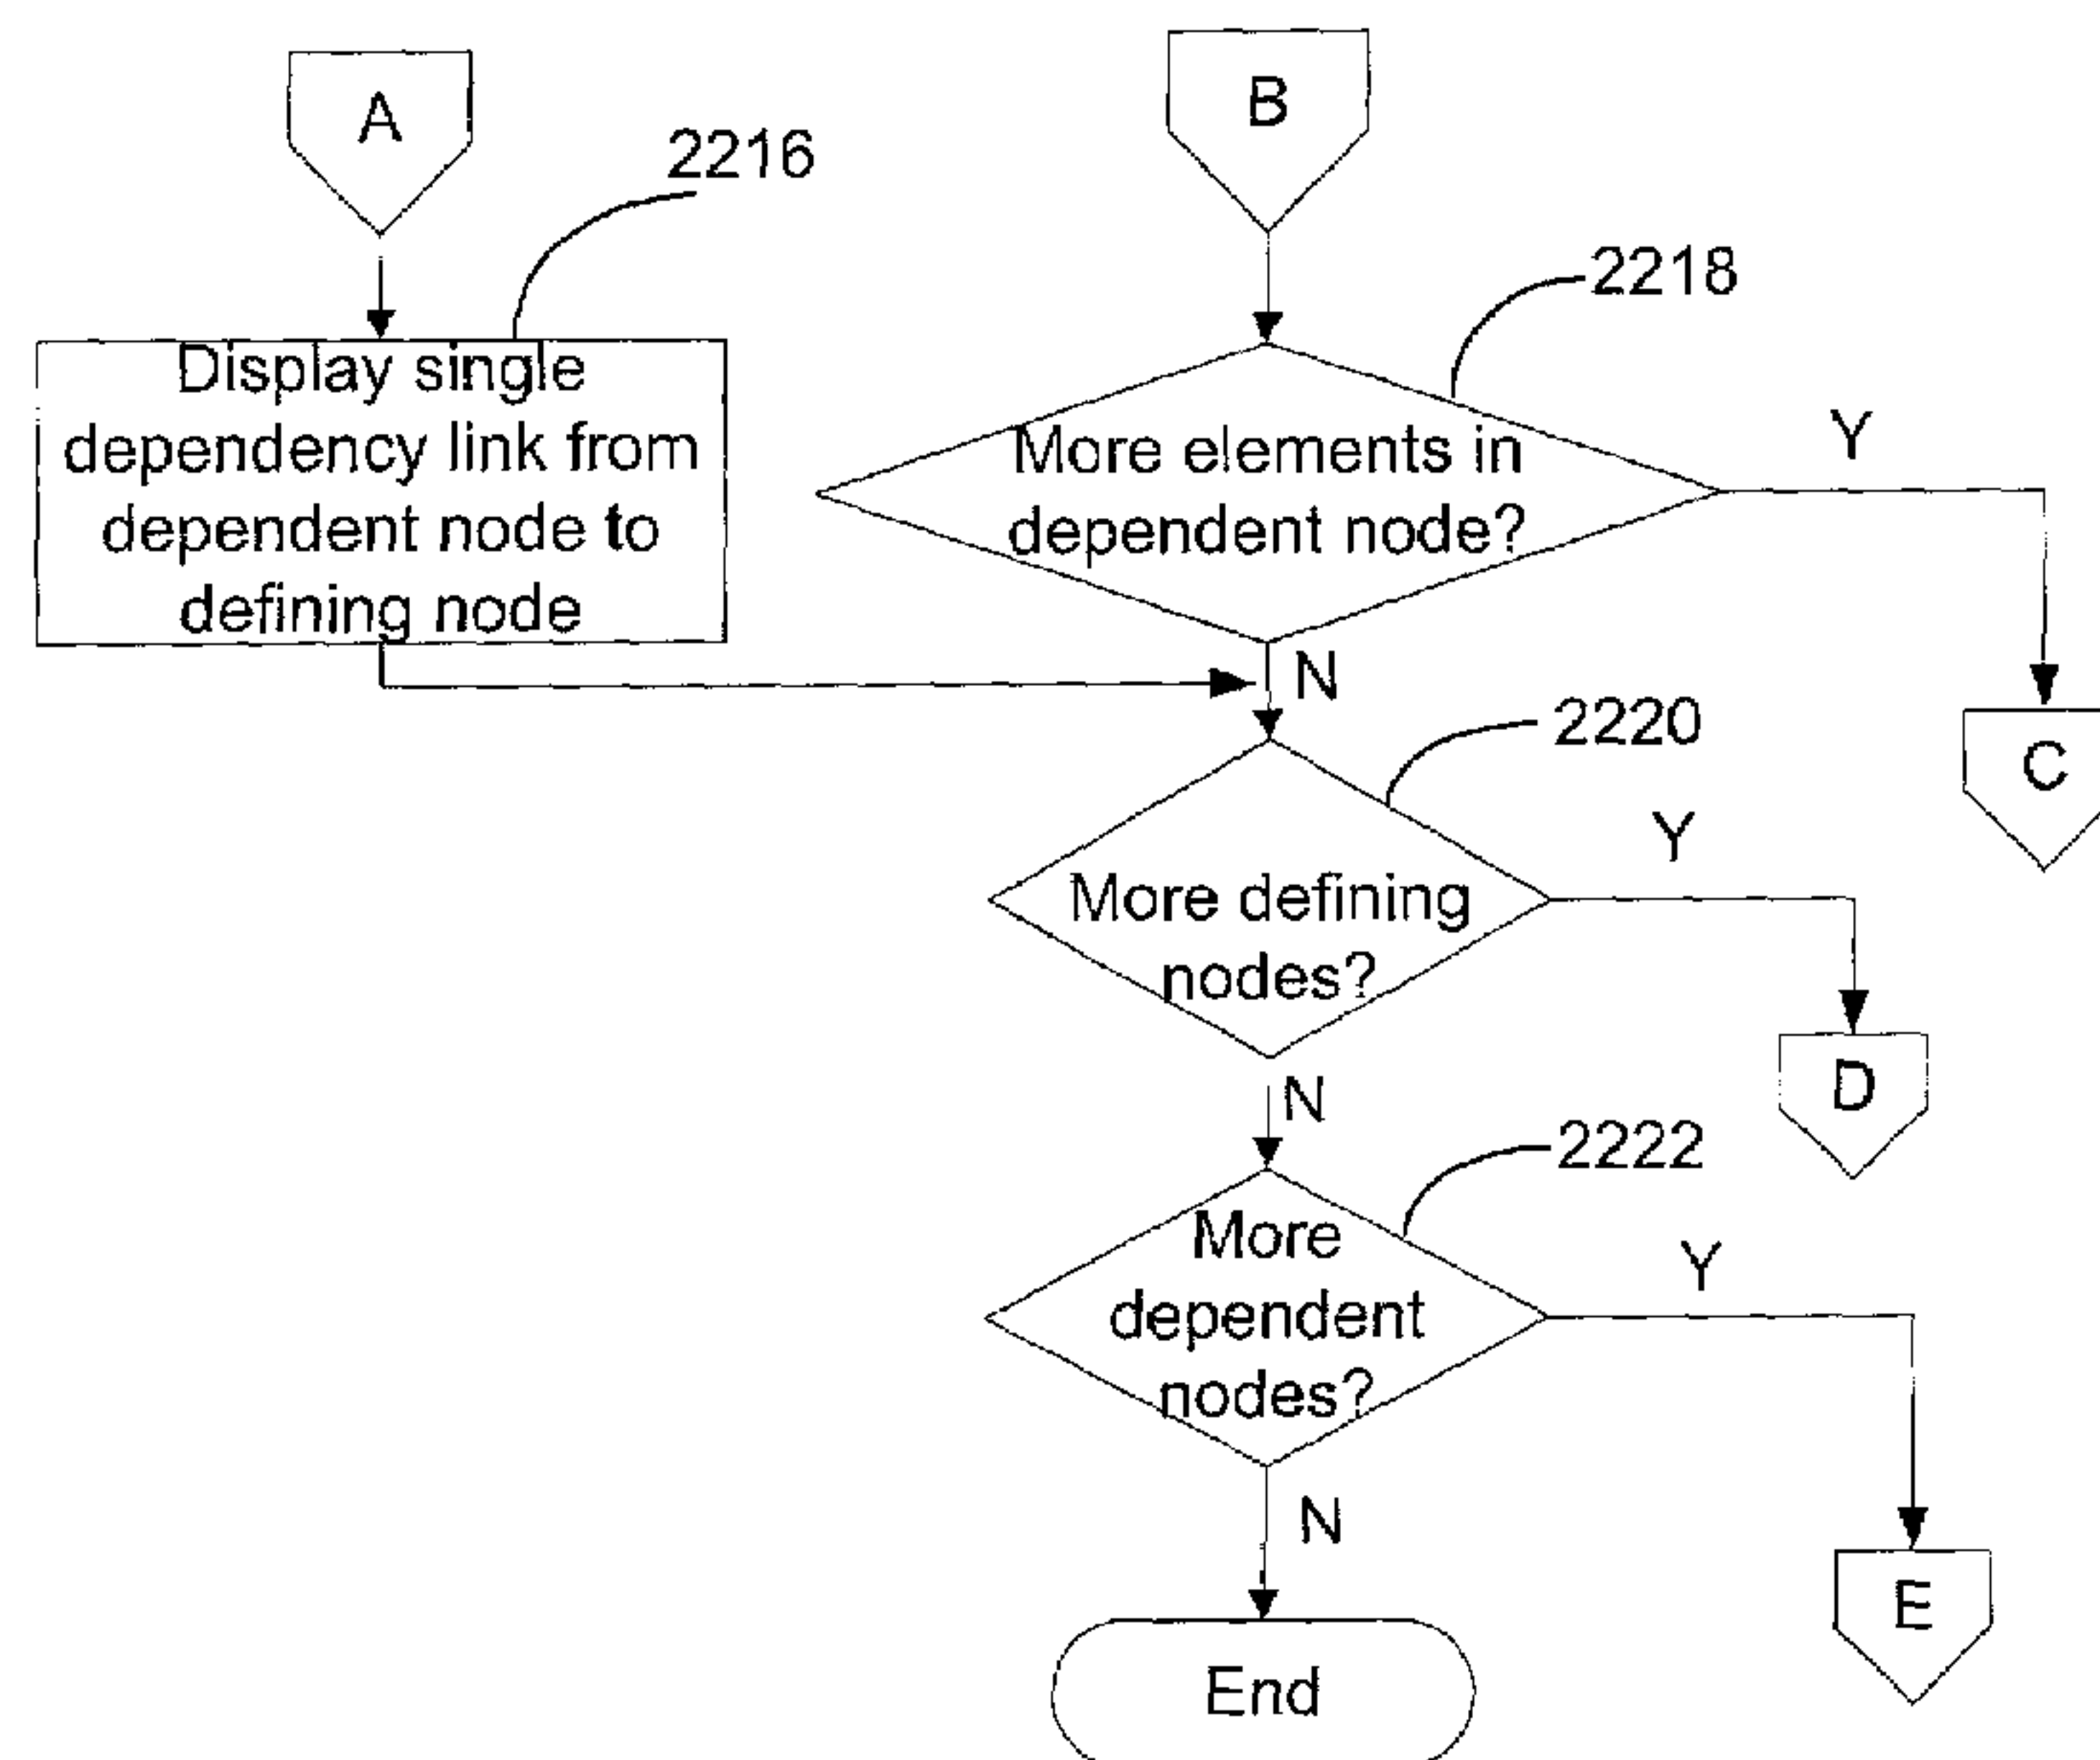 A
B
2216
2218
Display single
dependency link from
dependent node to
defining node
More elements in
dependent node?
Y
N
C
2220
More defining
nodes?
Y
D
N
2222
More
dependent
nodes?
Y
E
N
End